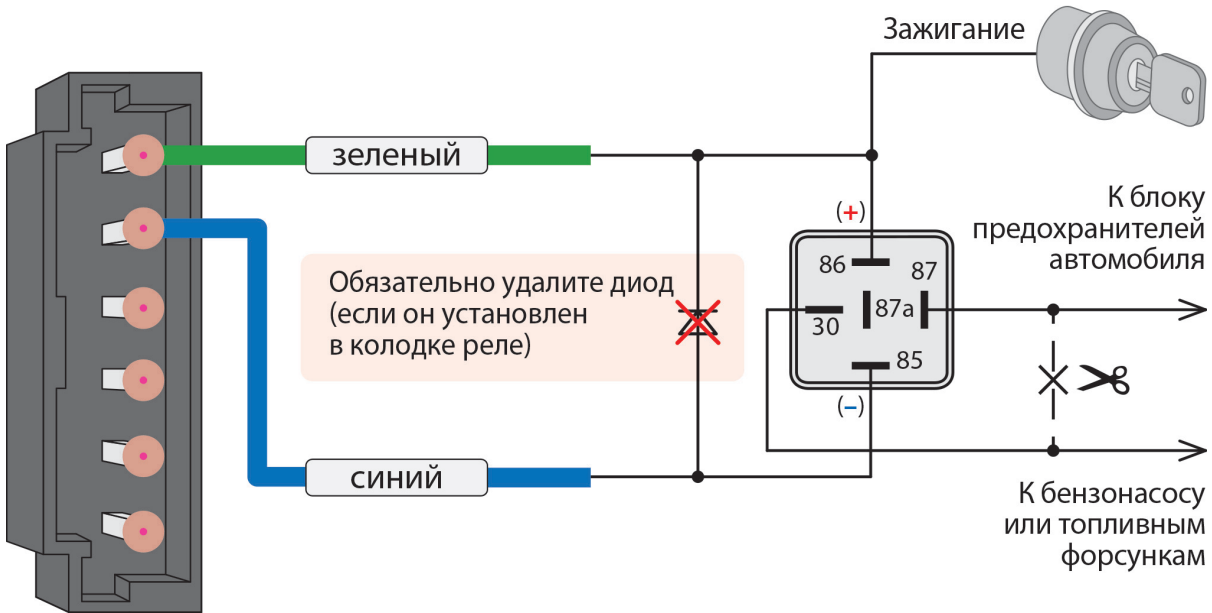 Зажигание
зеленый
К блоку
предохранителей
автомобиля
(+)
86
87
Обязательно удалите диод
(если он установлен
в колодке реле)
87a
30
85
(–)
синий
К бензонасосу
или топливным
форсункам